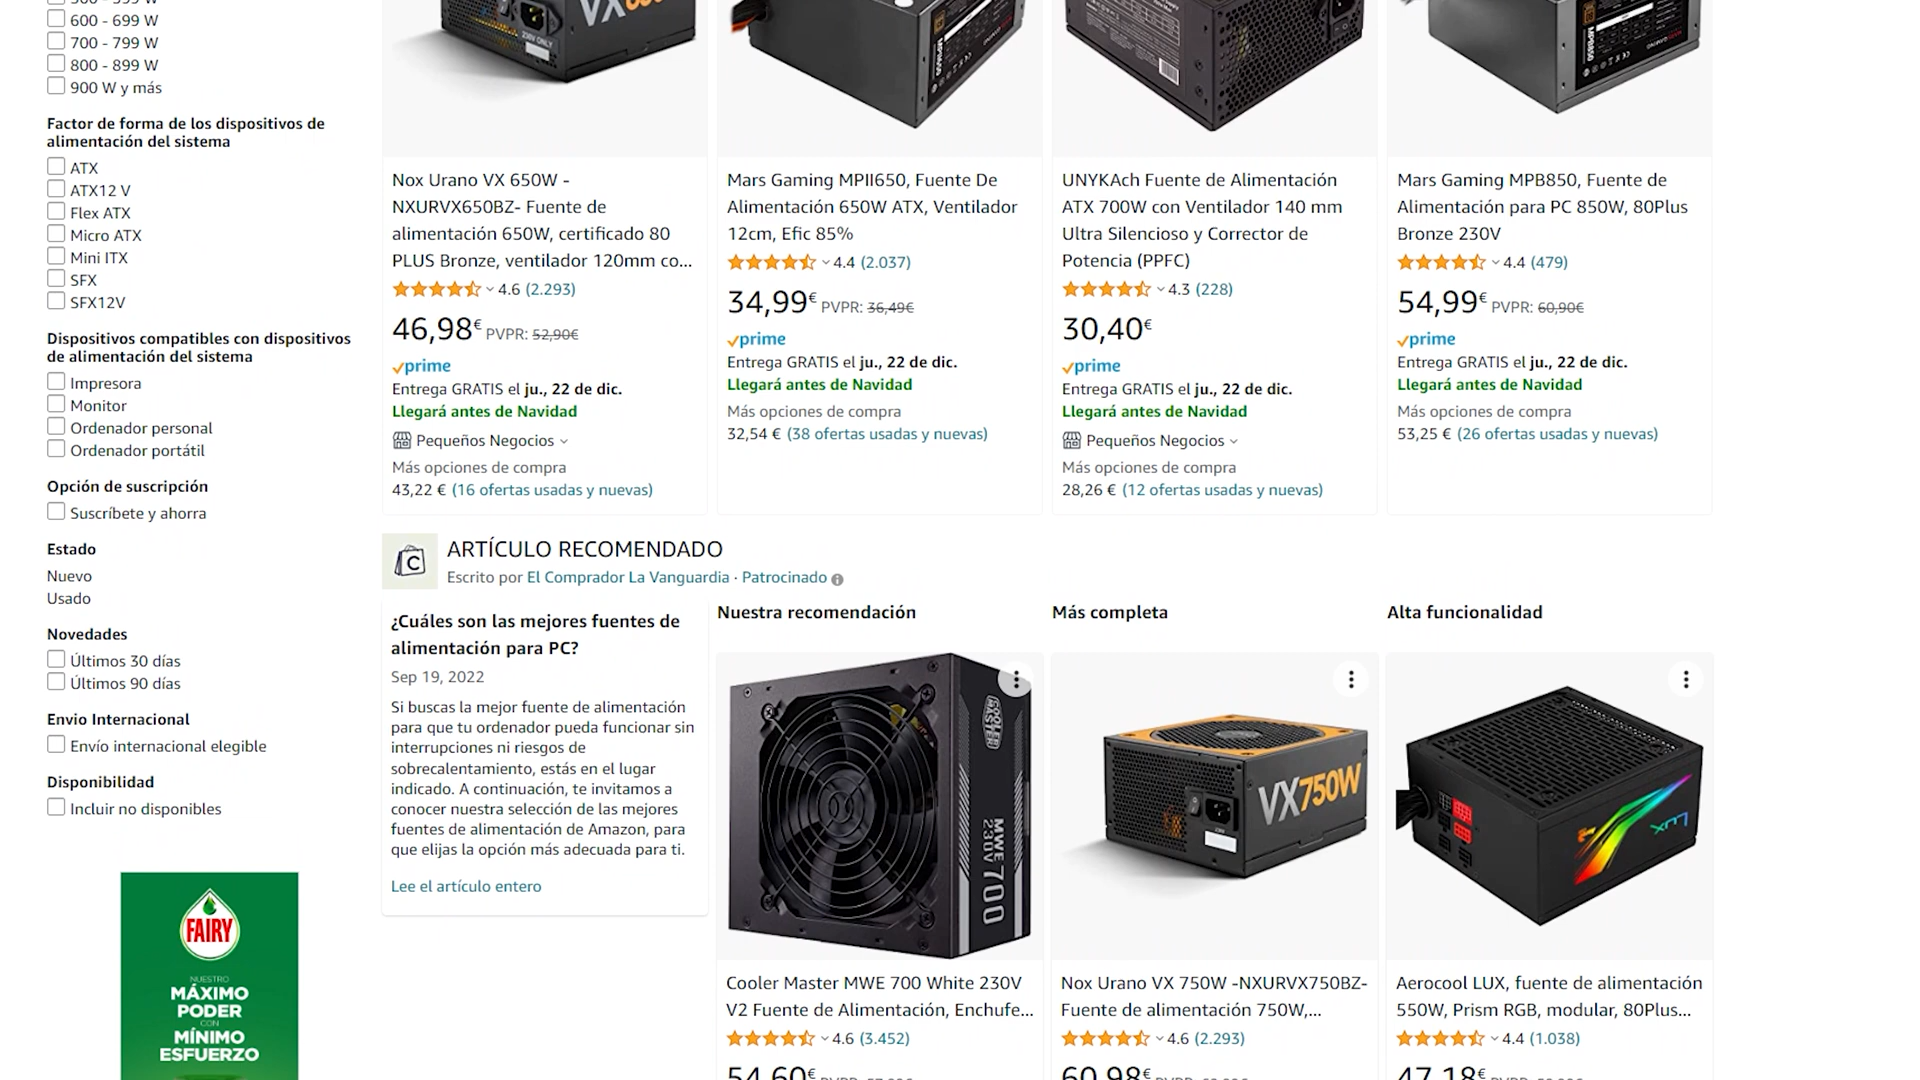 600 - 699 W
700 - 799 W
800 - 899 W
900 W y más
Factor de forma de los dispositivos de
alimentación del sistema
ATX
ATX12 V
Flex ATX
Micro ATX
Mini ITX
SFX
SFX12V
Dispositivos compatibles con dispositivos
de alimentación del sistema
Impresora
Monitor
Ordenador personal
Ordenador portátil
Opción de suscripción
Suscríbete y ahorra
Estado
Nuevo
Usado
Novedades
Últimos 30 días
Últimos 90 días
Envio Internacional
Envío internacional elegible
Disponibilidad
Incluir no disponibles
FAIRY
NUESTRO
MÁXIMO
PODER
CON
MÍNIMO
ESFUERZO
230V ONLY
Nox Urano VX 650W -
NXURVX650BZ- Fuente de
alimentación 650W, certificado 80
PLUS Bronze, ventilador 120mm co...
4.6 (2.293)
46,98€ PVPR: 52,90€
prime
Entrega GRATIS el ju., 22 de dic.
Llegará antes de Navidad
Pequeños Negocios
Más opciones de compra
43,22 € (16 ofertas usadas y nuevas)
Mars Gaming MPII650, Fuente De
Alimentación 650W ATX, Ventilador
12cm, Efic 85%
4.4 (2.037)
34,99€ PVPR: 36,49€
prime
Entrega GRATIS el ju., 22 de dic.
Llegará antes de Navidad
Más opciones de compra
32,54 € (38 ofertas usadas y nuevas)
UNYKAch Fuente de Alimentación
ATX 700W con Ventilador 140 mm
Ultra Silencioso y Corrector de
Potencia (PPFC)
4.3 (228)
30,40€
prime
Entrega GRATIS el ju., 22 de dic.
Llegará antes de Navidad
Pequeños Negocios
Más opciones de compra
28,26 € (12 ofertas usadas y nuevas)
MPB850
Mars Gaming MPB850, Fuente de
Alimentación para PC 850W, 80Plus
Bronze 230V
4.4 (479)
54,99€ PVPR: 60,90€
prime
Entrega GRATIS el ju., 22 de dic.
Llegará antes de Navidad
Más opciones de compra
53,25 € (26 ofertas usadas y nuevas)
C
ARTÍCULO RECOMENDADO
Escrito por El Comprador La Vanguardia · Patrocinado
¿Cuáles son las mejores fuentes de
alimentación para PC?
Sep 19, 2022
Si buscas la mejor fuente de alimentación
para que tu ordenador pueda funcionar sin
interrupciones ni riesgos de
sobrecalentamiento, estás en el lugar
indicado. A continuación, te invitamos a
conocer nuestra selección de las mejores
fuentes de alimentación de Amazon, para
que elijas la opción más adecuada para ti.
Lee el artículo entero
Nuestra recomendación
COOLER
MASTER
MWE 700
230V
Cooler Master MWE 700 White 230V
V2 Fuente de Alimentación, Enchufe...
4.6 (3.452)
54,60€
Más completa
VX750W
Nox Urano VX 750W -NXURVX750BZ-
Fuente de alimentación 750W,...
4.6 (2.293)
60,98€
Alta funcionalidad
LUX
Aerocool LUX, fuente de alimentación
550W, Prism RGB, modular, 80Plus...
4.4 (1.038)
47,18€